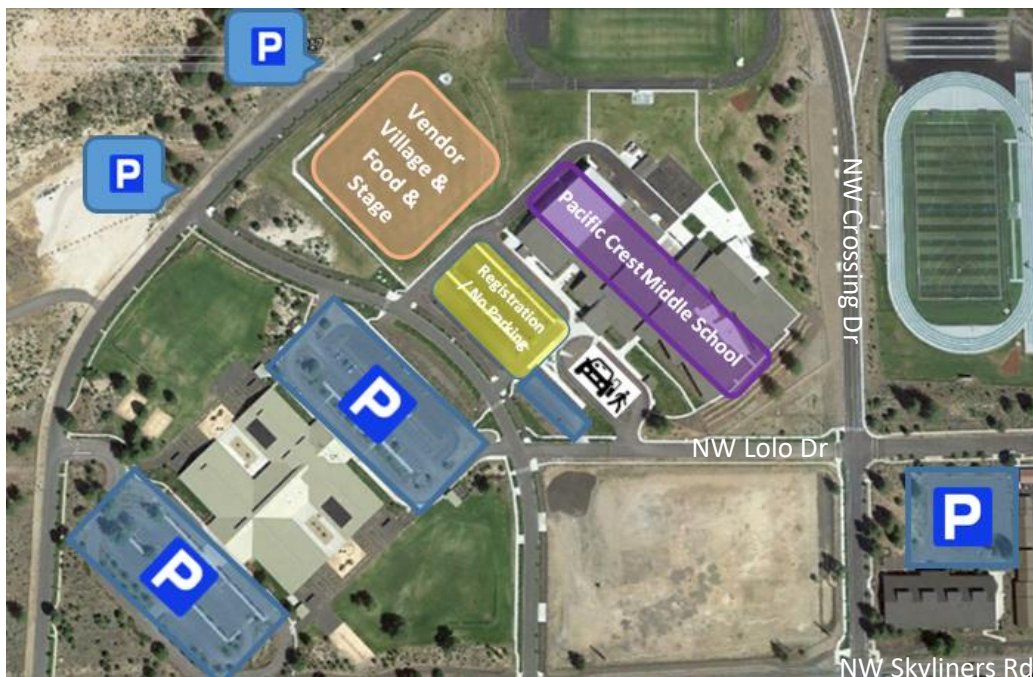 P
P
Vendor
Village &
Food &
Stage
Registration
/ No Parking
Pacific Crest Middle School
NW Crossing Dr
P
NW Lolo Dr
P
P
NW Skyliners Rd